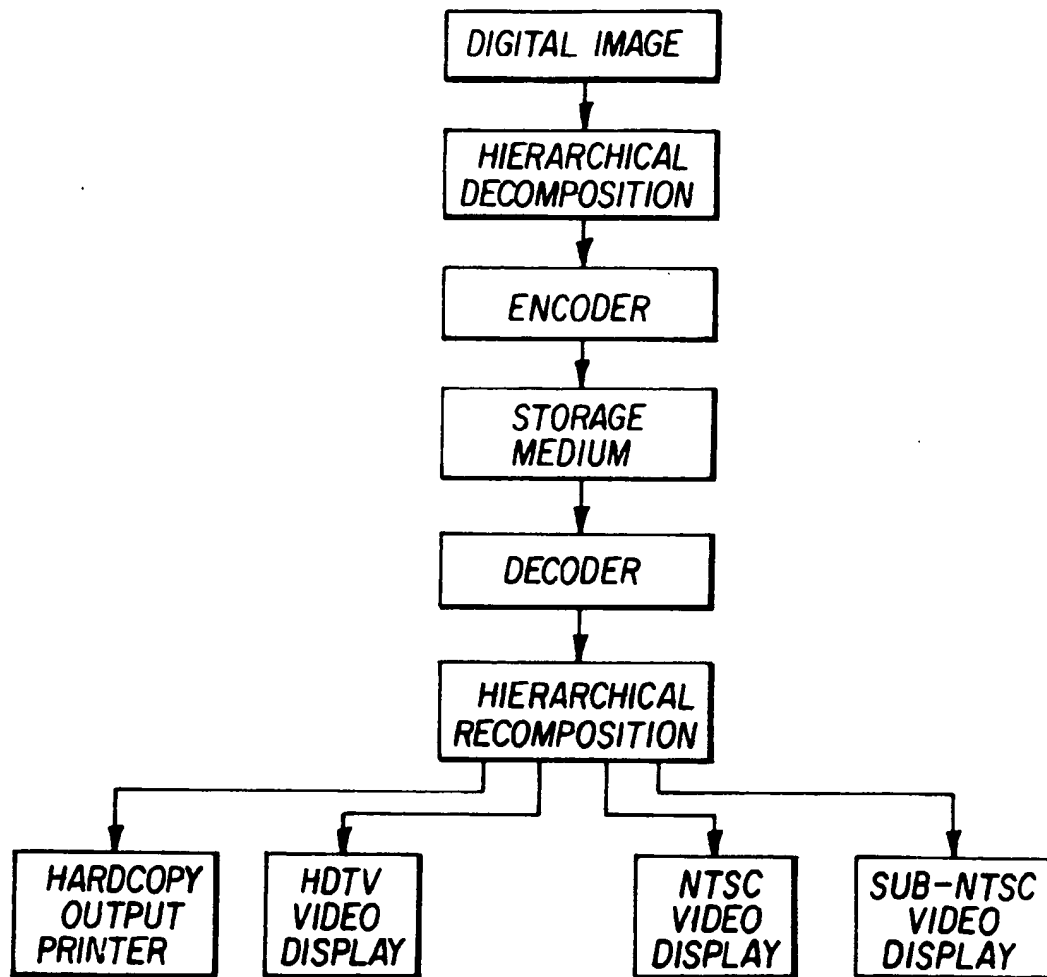 DIGITAL IMAGE
HIERARCHICAL
DECOMPOSITION
ENCODER
STORAGE
MEDIUM
DECODER
HIERARCHICAL
RECOMPOSITION
HARDCOPY
OUTPUT
PRINTER
HDTV
VIDEO
DISPLAY
NTSC
VIDEO
DISPLAY
SUB-NTSC
VIDEO
DISPLAY